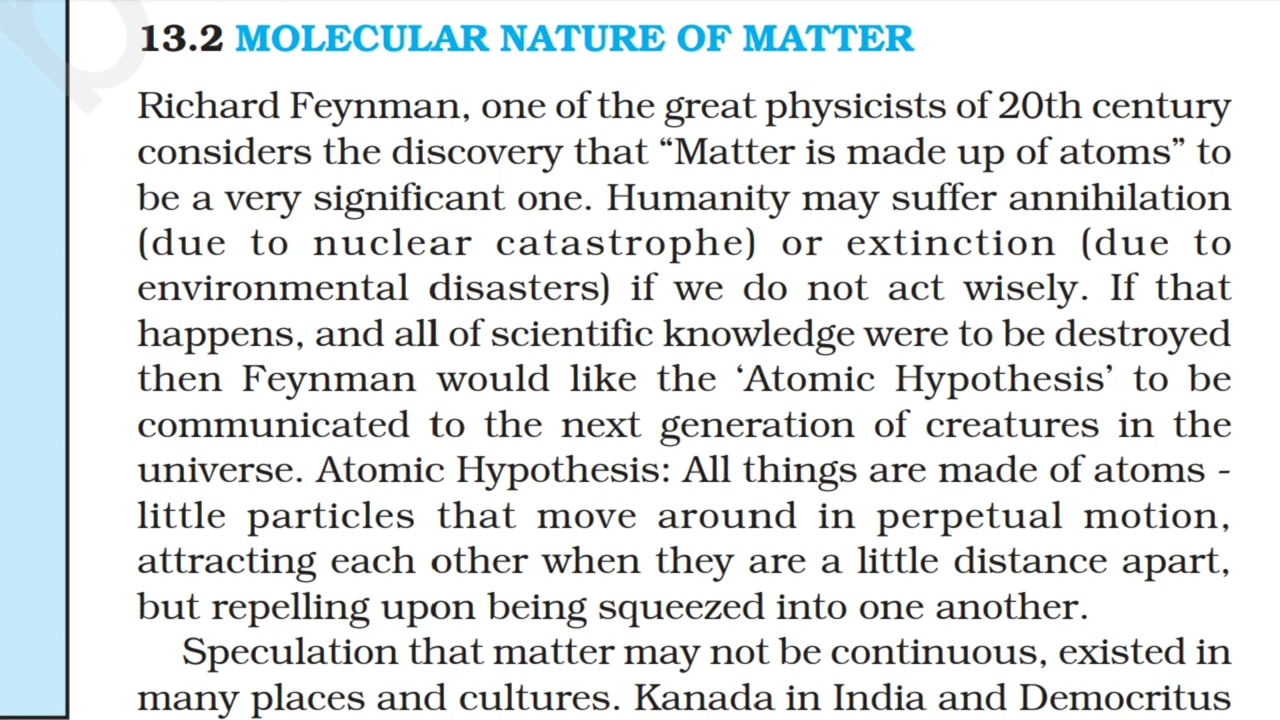 13.2 MOLECULAR NATURE OF MATTER
Richard Feynman, one of the great physicists of 20th century
considers the discovery that “Matter is made up of atoms” to
be a very significant one. Humanity may suffer annihilation
(due to nuclear catastrophe) or extinction (due to
environmental disasters) if we do not act wisely. If that
happens, and all of scientific knowledge were to be destroyed
then Feynman would like the ‘Atomic Hypothesis’ to be
communicated to the next generation of creatures in the
universe. Atomic Hypothesis: All things are made of atoms -
little particles that move around in perpetual motion,
attracting each other when they are a little distance apart,
but repelling upon being squeezed into one another.
Speculation that matter may not be continuous, existed in
many places and cultures. Kanada in India and Democritus